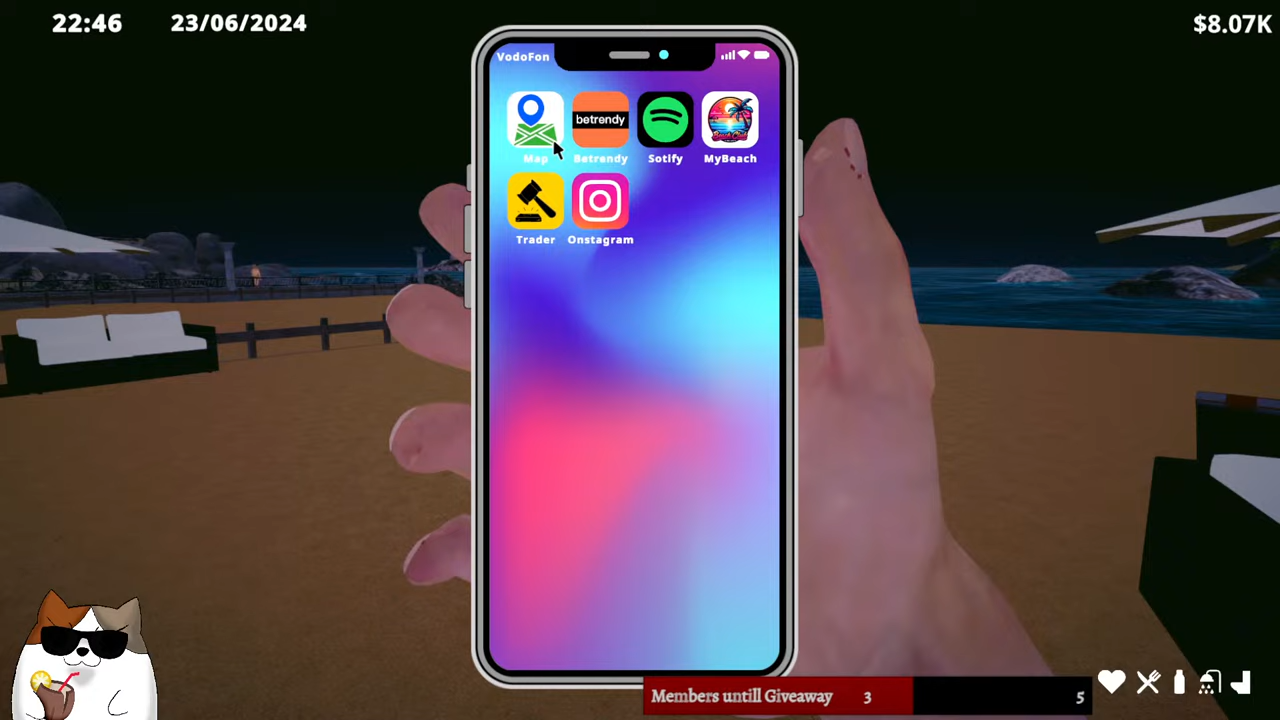 22:46 23/06/2024 $8.07K
VodoFon
betrendy
Map Betrendy Sotify MyBeach
Trader Onstagram
Members untill Giveaway 3 5